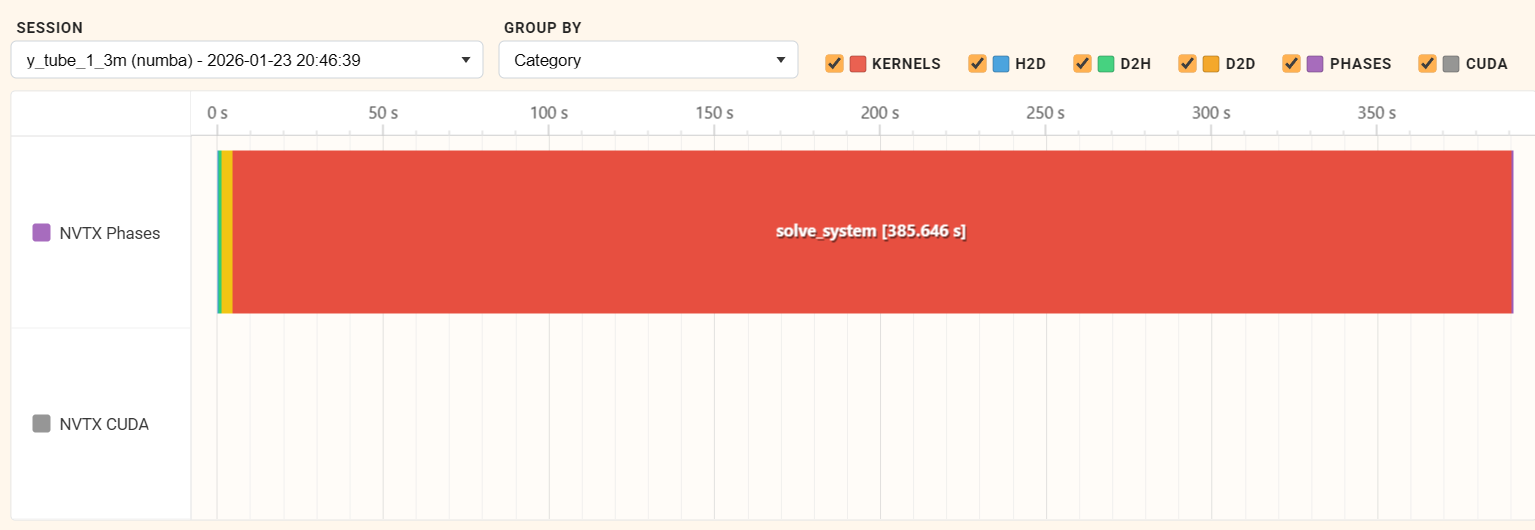 SESSION
GROUP BY
y_tube_1_3m (numba) - 2026-01-23 20:46:39
Category
KERNELS
H2D
D2H
D2D
PHASES
CUDA
0 s
50 s
100 s
150 s
200 s
250 s
300 s
350 s
NVTX Phases
solve_system [385.646 s]
NVTX CUDA